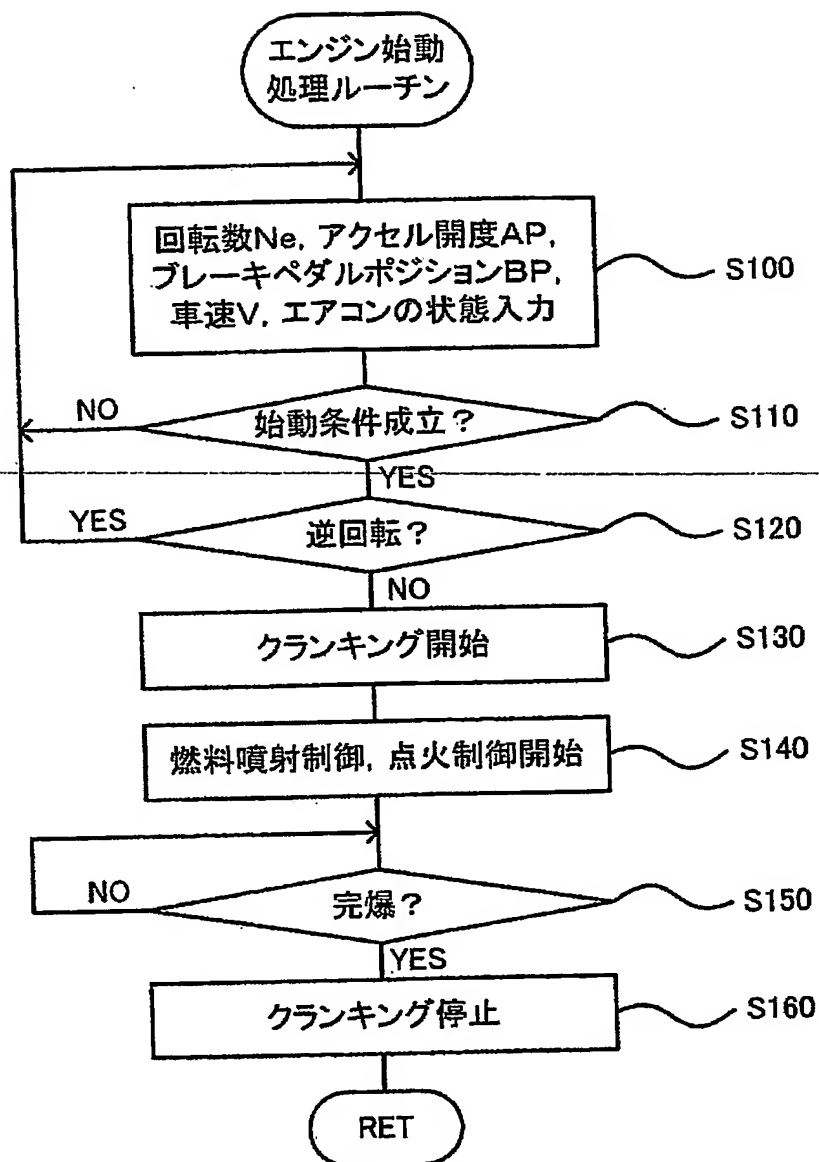 エンジン始動
処理ルーチン
回転数Ne, アクセル開度AP,
ブレーキペダルポジションBP,
車速V, エアコンの状態入力
S100
NO
始動条件成立?
S110
YES
YES
逆回転?
S120
NO
クランキング開始
S130
燃料噴射制御, 点火制御開始
S140
NO
完爆?
S150
YES
クランキング停止
S160
RET